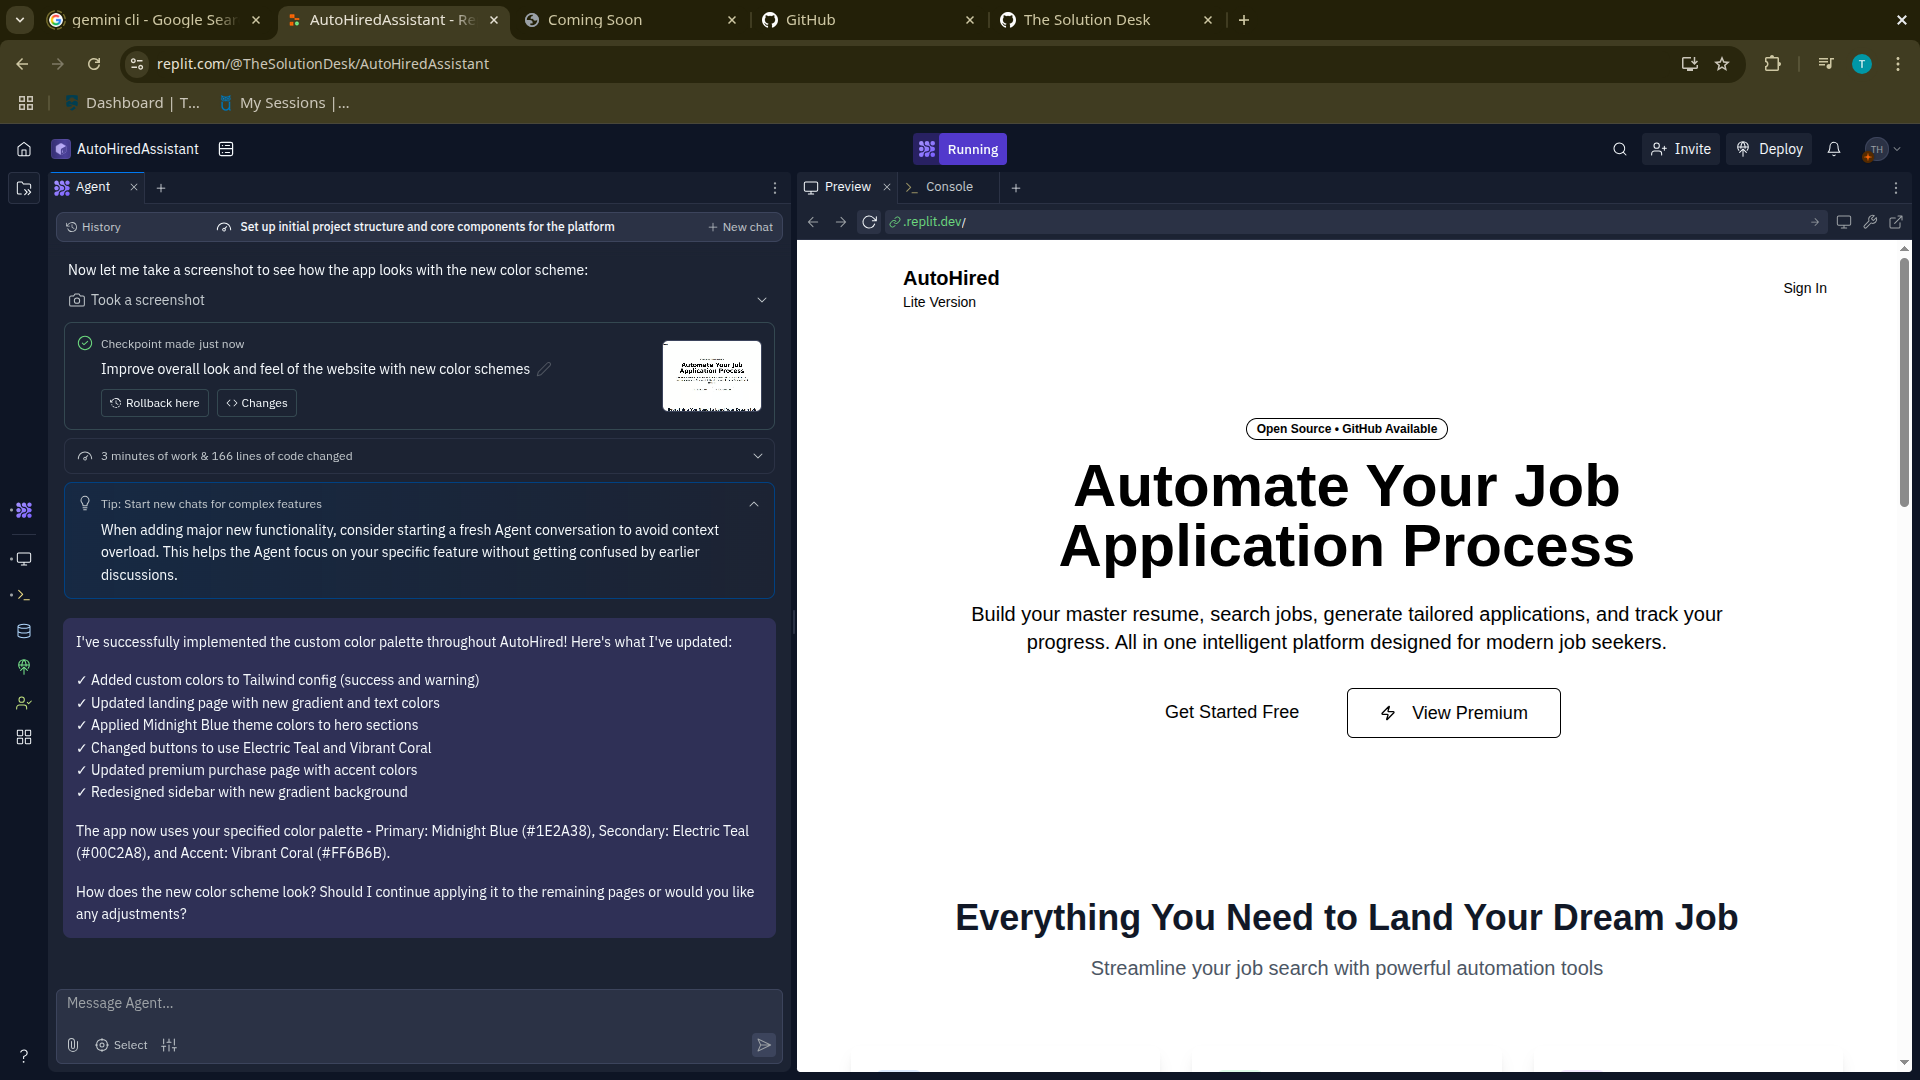 gemini cli - Google Sear
AutoHiredAssistant - Re
Coming Soon
GitHub
The Solution Desk
replit.com/@TheSolutionDesk/AutoHiredAssistant
T
Dashboard | T...
My Sessions |...
AutoHiredAssistant
Running
Invite
Deploy
TH
Agent
Preview
Console
History
Set up initial project structure and core components for the platform
New chat
.replit.dev/
Now let me take a screenshot to see how the app looks with the new color scheme:
Took a screenshot
Checkpoint made just now
Improve overall look and feel of the website with new color schemes
Rollback here
Changes
Automate Your Job
Application Process
3 minutes of work & 166 lines of code changed
Tip: Start new chats for complex features
When adding major new functionality, consider starting a fresh Agent conversation to avoid context
overload. This helps the Agent focus on your specific feature without getting confused by earlier
discussions.
I've successfully implemented the custom color palette throughout AutoHired! Here's what I've updated:
✓ Added custom colors to Tailwind config (success and warning)
✓ Updated landing page with new gradient and text colors
✓ Applied Midnight Blue theme colors to hero sections
✓ Changed buttons to use Electric Teal and Vibrant Coral
✓ Updated premium purchase page with accent colors
✓ Redesigned sidebar with new gradient background
The app now uses your specified color palette - Primary: Midnight Blue (#1E2A38), Secondary: Electric Teal
(#00C2A8), and Accent: Vibrant Coral (#FF6B6B).
How does the new color scheme look? Should I continue applying it to the remaining pages or would you like
any adjustments?
Message Agent...
Select
?
AutoHired
Lite Version
Sign In
Open Source • GitHub Available
Automate Your Job
Application Process
Build your master resume, search jobs, generate tailored applications, and track your
progress. All in one intelligent platform designed for modern job seekers.
Get Started Free
View Premium
Everything You Need to Land Your Dream Job
Streamline your job search with powerful automation tools